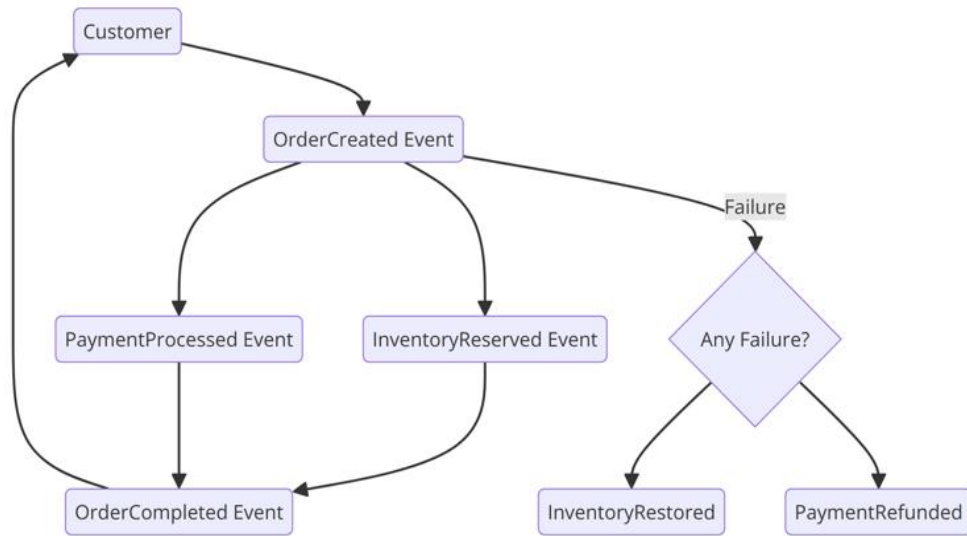 Customer
OrderCreated Event
Failure
PaymentProcessed Event
InventoryReserved Event
Any Failure?
OrderCompleted Event
InventoryRestored
PaymentRefunded